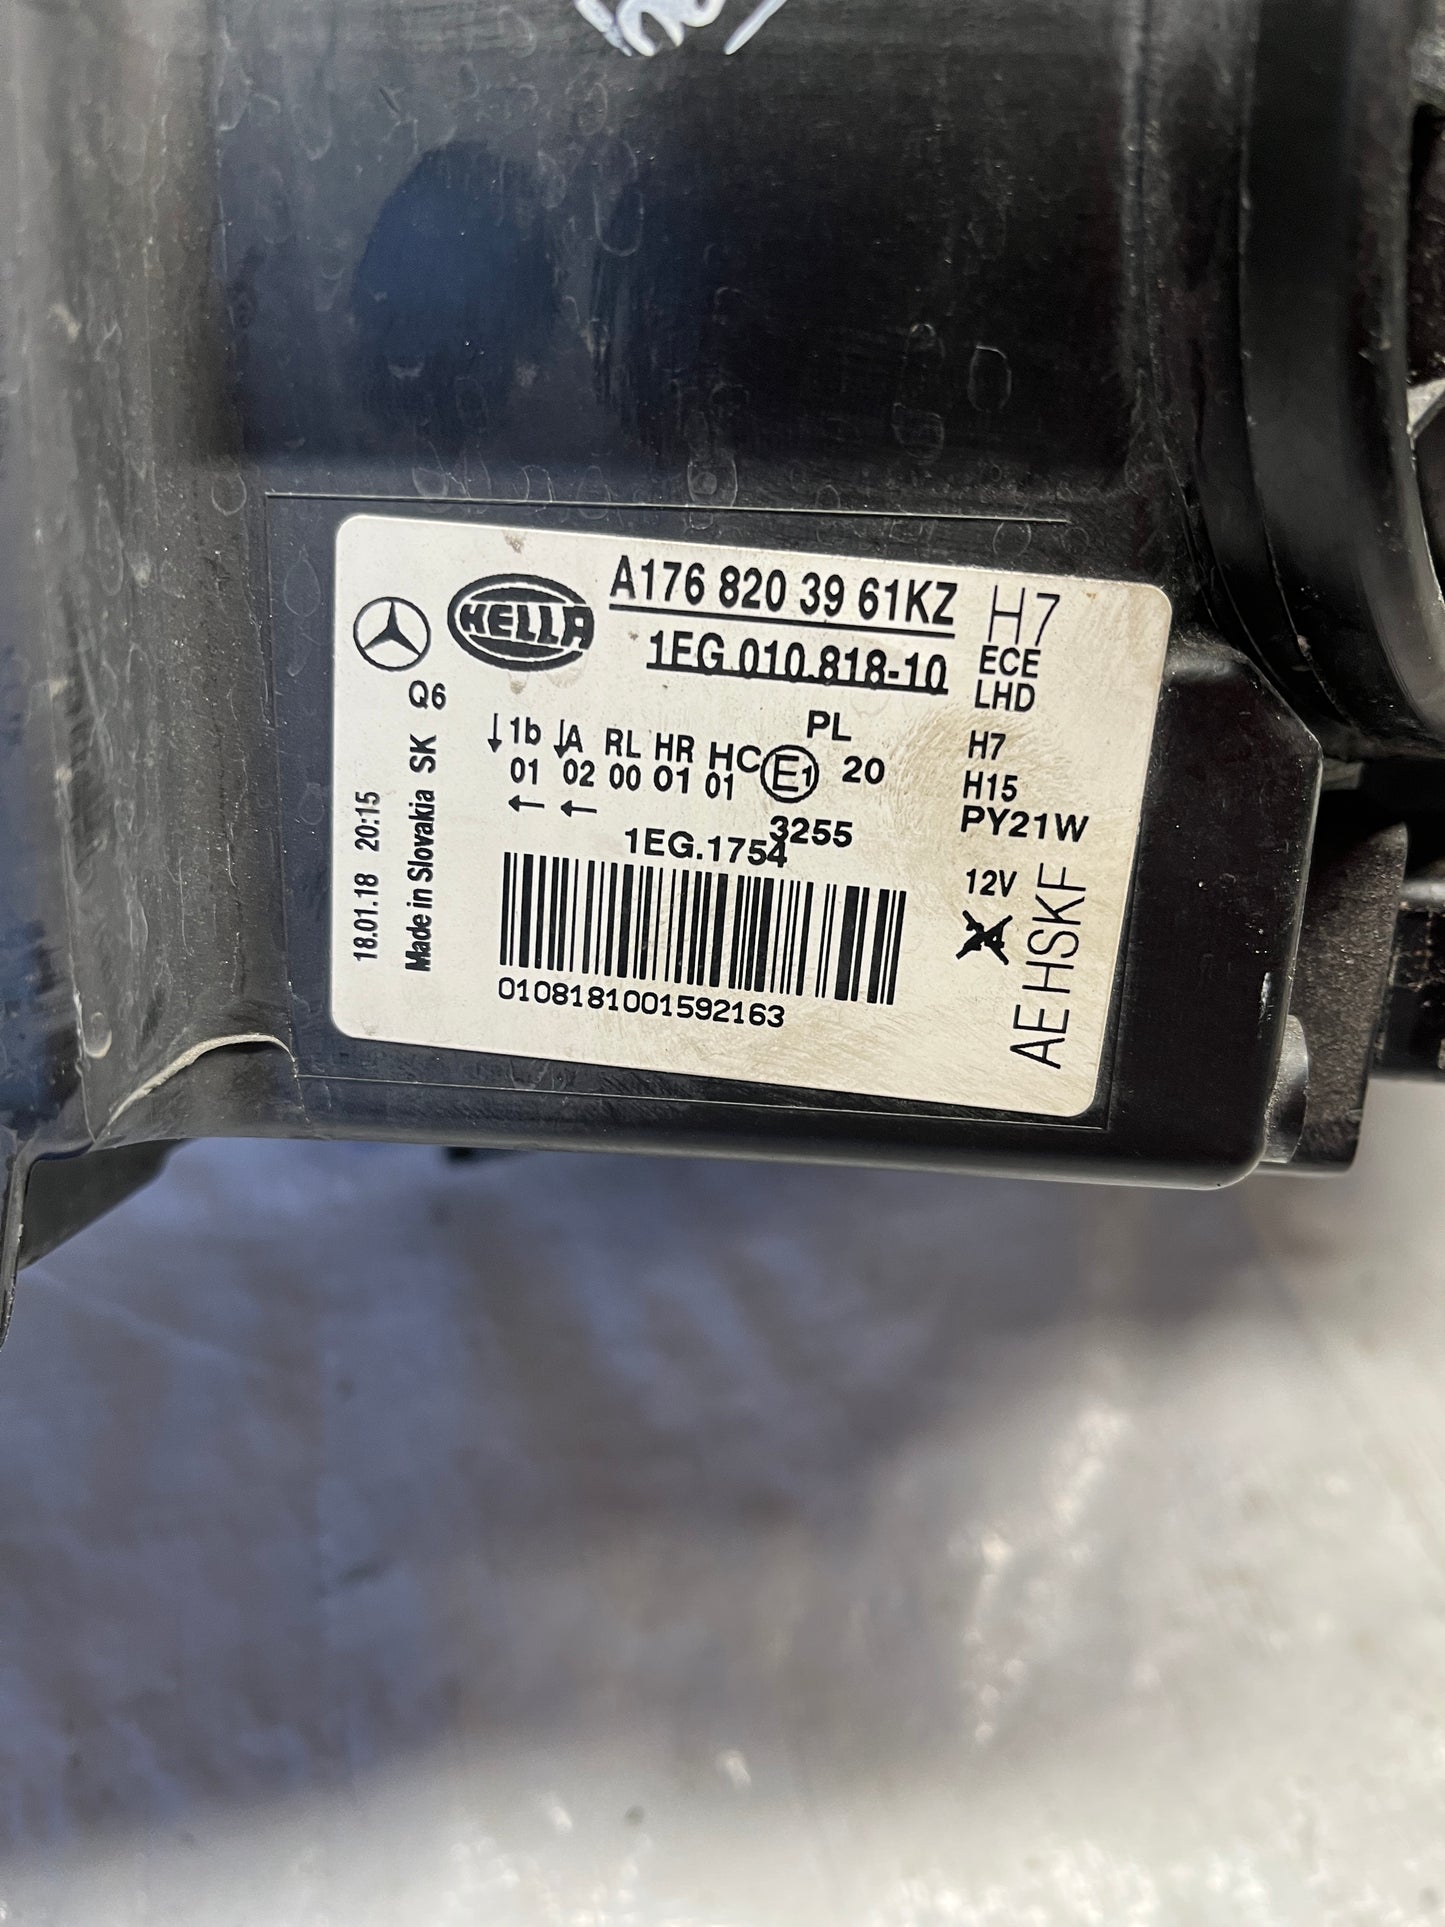 HELLA
A176 820 39 61KZ
1EG.010.818-10
H7
ECE
LHD
Q6
↓ 1b ↓A RL HR HC E1 PL
01 02 00 01 01 20
← ←
3255
1EG.1754
H7
H15
PY21W
12V
24
AE HSKF
0108181001592163
18.01.18 20:15
Made in Slovakia SK